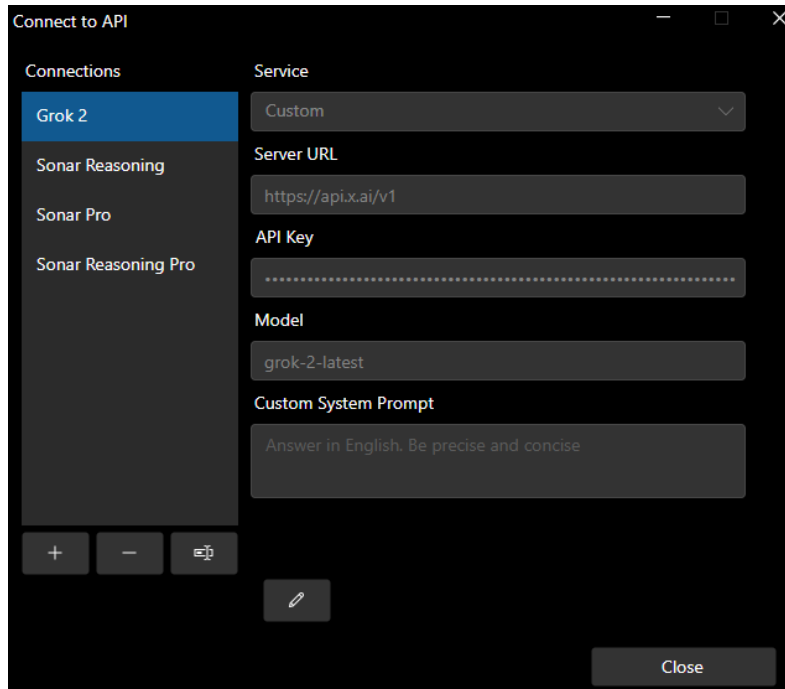 Connect to API
Connections
Grok 2
Sonar Reasoning
Sonar Pro
Sonar Reasoning Pro
Service
Custom
Server URL
https://api.x.ai/v1
API Key
Model
grok-2-latest
Custom System Prompt
Answer in English. Be precise and concise
Close